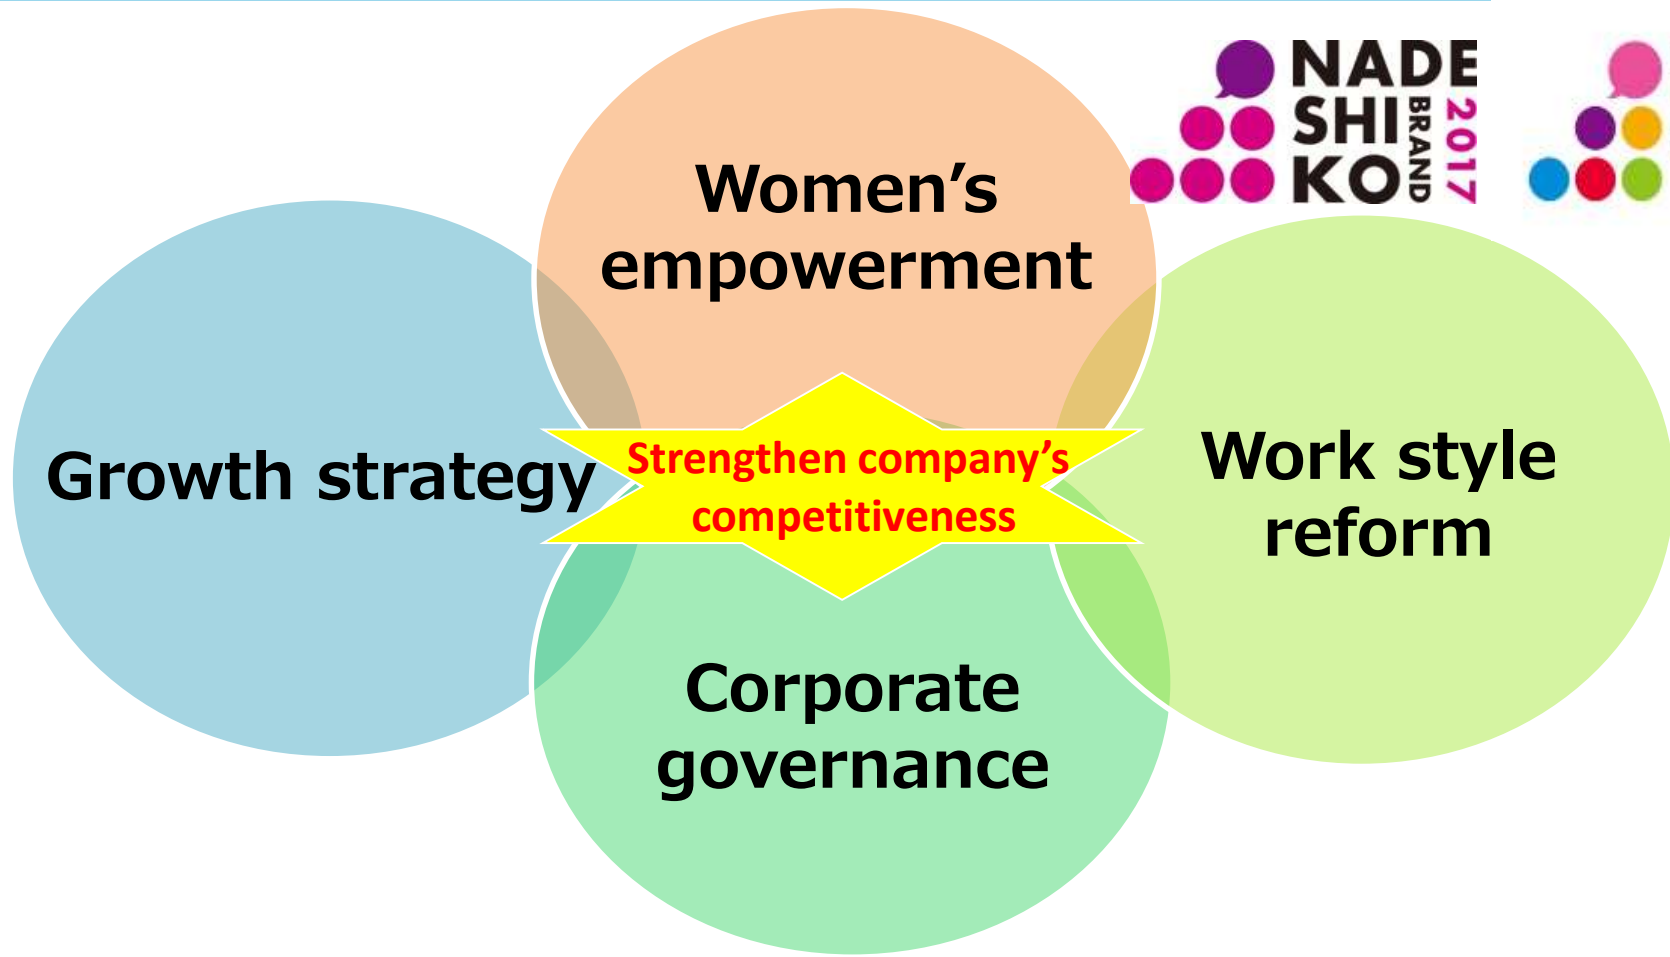 NADE
SHI
KO
BRAND
2017
Women’s
empowerment
Growth strategy
Strengthen company’s
competitiveness
Work style
reform
Corporate
governance